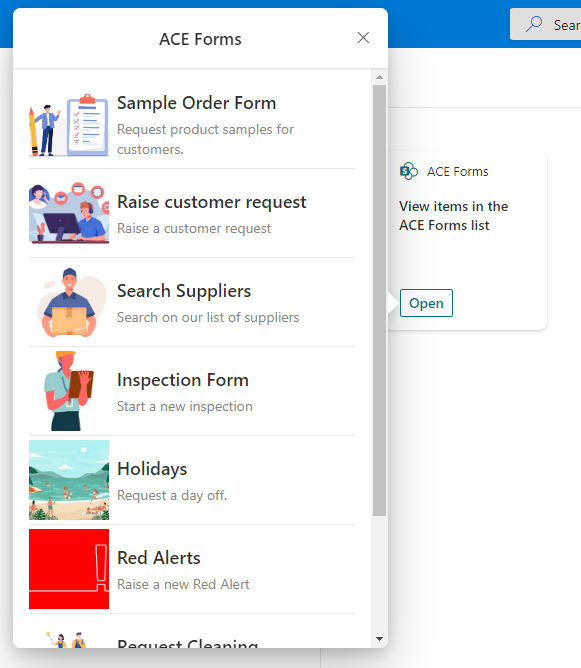 ACE Forms
Sear
Sample Order Form
Request product samples for
customers.
Raise customer request
Raise a customer request
Search Suppliers
Search on our list of suppliers
Inspection Form
Start a new inspection
Holidays
Request a day off.
Red Alerts
Raise a new Red Alert
Request Cleaning
ACE Forms
View items in the
ACE Forms list
Open